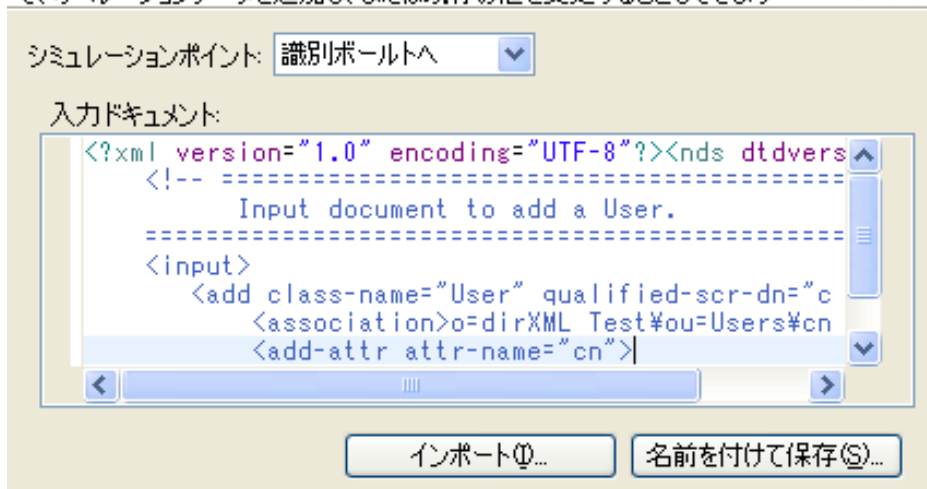 シミュレーションポイント: 識別ボールトへ
入力ドキュメント:
<?xml version="1.0" encoding="UTF-8"?><nds dtdvers
<!-- =========================================
Input document to add a User.
==============================================
<input>
<add class-name="User" qualified-scr-dn="c
<association>o=dirXML Test¥ou=Users¥cn
<add-attr attr-name="cn">
インポート(I)...
名前を付けて保存(S)...